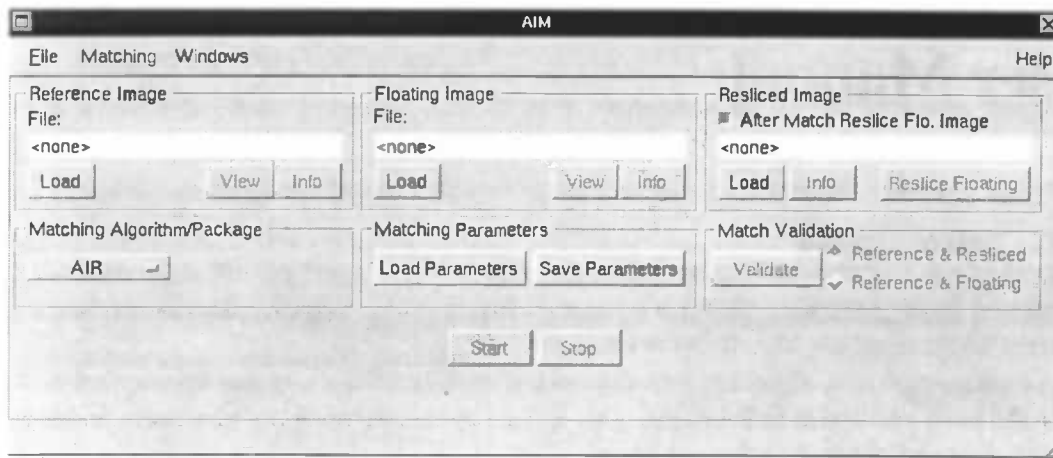 AIM
File Matching Windows Help
Reference Image
File:
<none>
Load View Info
Floating Image
File:
<none>
Load View Info
Resliced Image
After Match Reslice Flo. Image
<none>
Load Info Reslice Floating
Matching Algorithm/Package
AIR
Matching Parameters
Load Parameters Save Parameters
Match Validation
Validate
Reference & Resliced
Reference & Floating
Start Stop